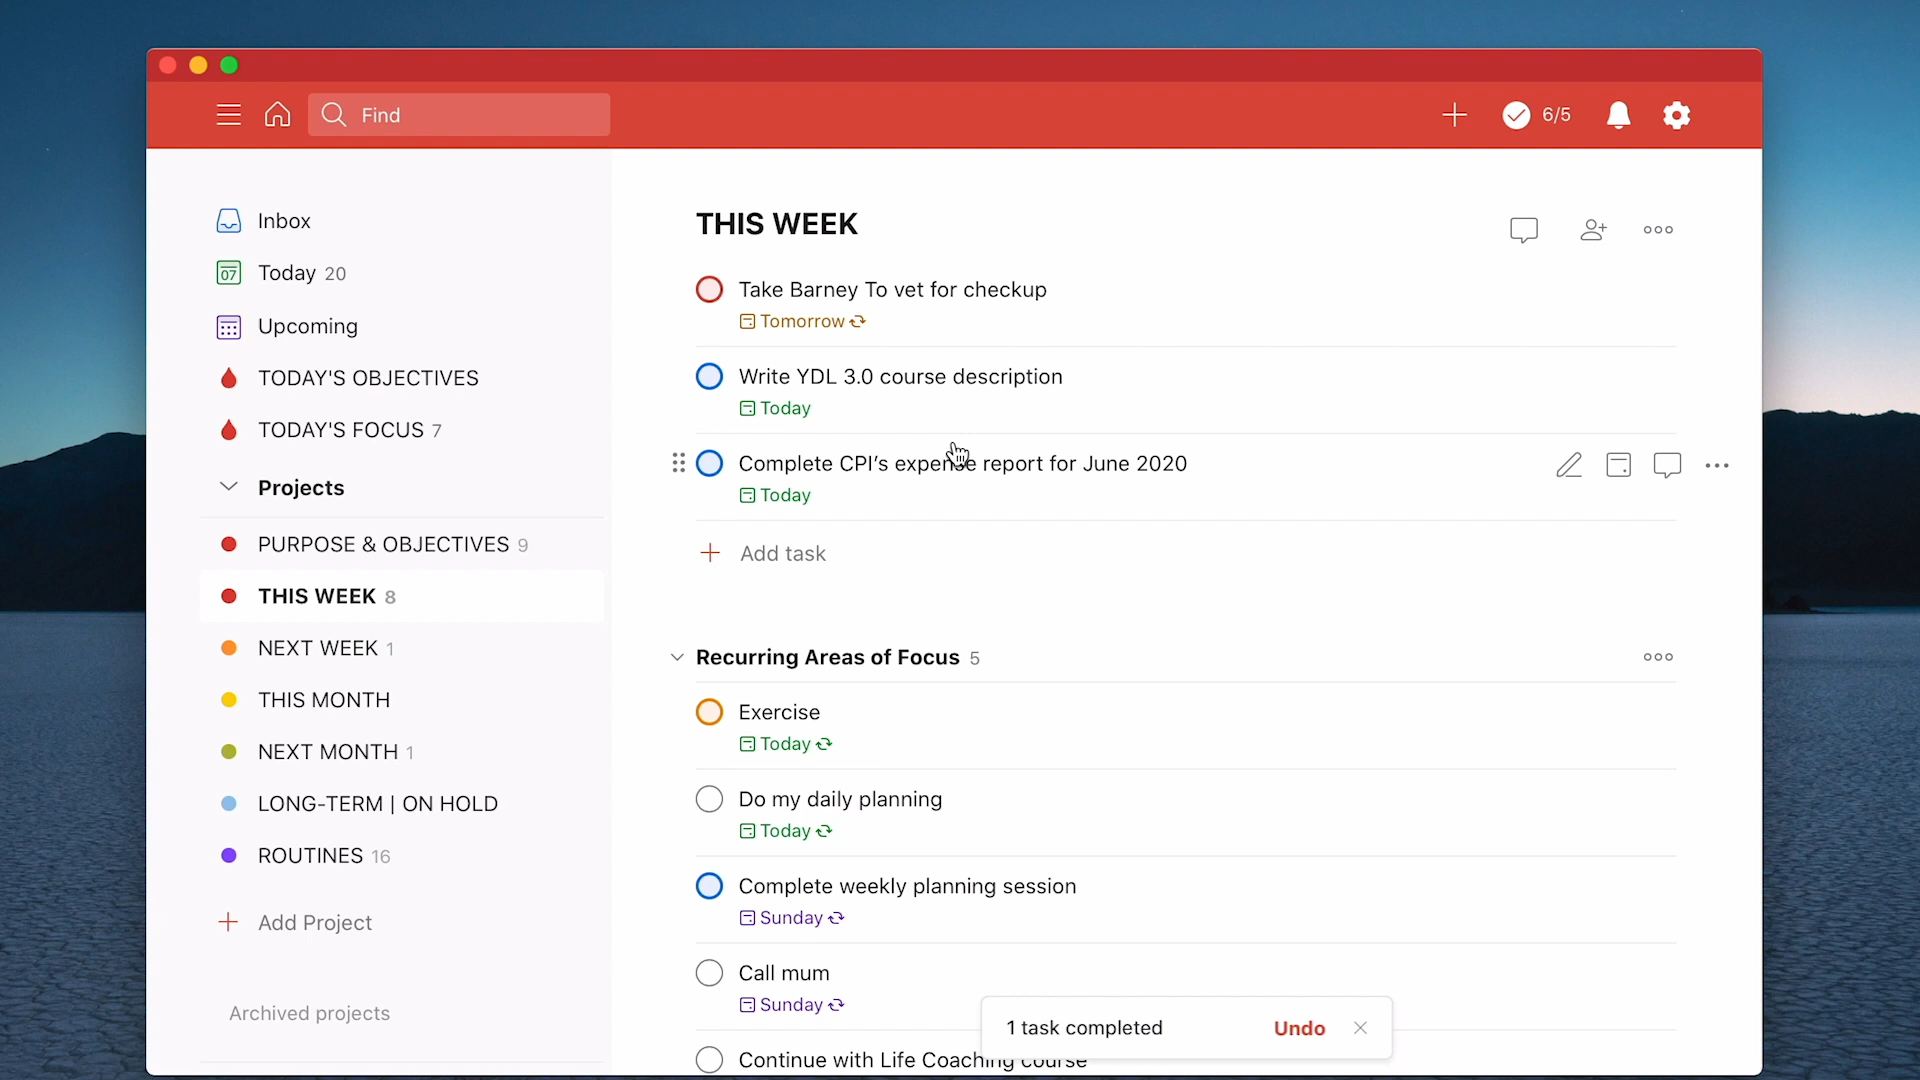 Find
6/5
Inbox
07
Today 20
Upcoming
TODAY'S OBJECTIVES
TODAY'S FOCUS 7
Projects
PURPOSE & OBJECTIVES 9
THIS WEEK 8
NEXT WEEK 1
THIS MONTH
NEXT MONTH 1
LONG-TERM | ON HOLD
ROUTINES 16
Add Project
Archived projects
THIS WEEK
Take Barney To vet for checkup
Tomorrow
Write YDL 3.0 course description
Today
Complete CPI's expense report for June 2020
Today
Add task
Recurring Areas of Focus 5
Exercise
Today
Do my daily planning
Today
Complete weekly planning session
Sunday
Call mum
Sunday
Continue with Life Coaching course
1 task completed
Undo